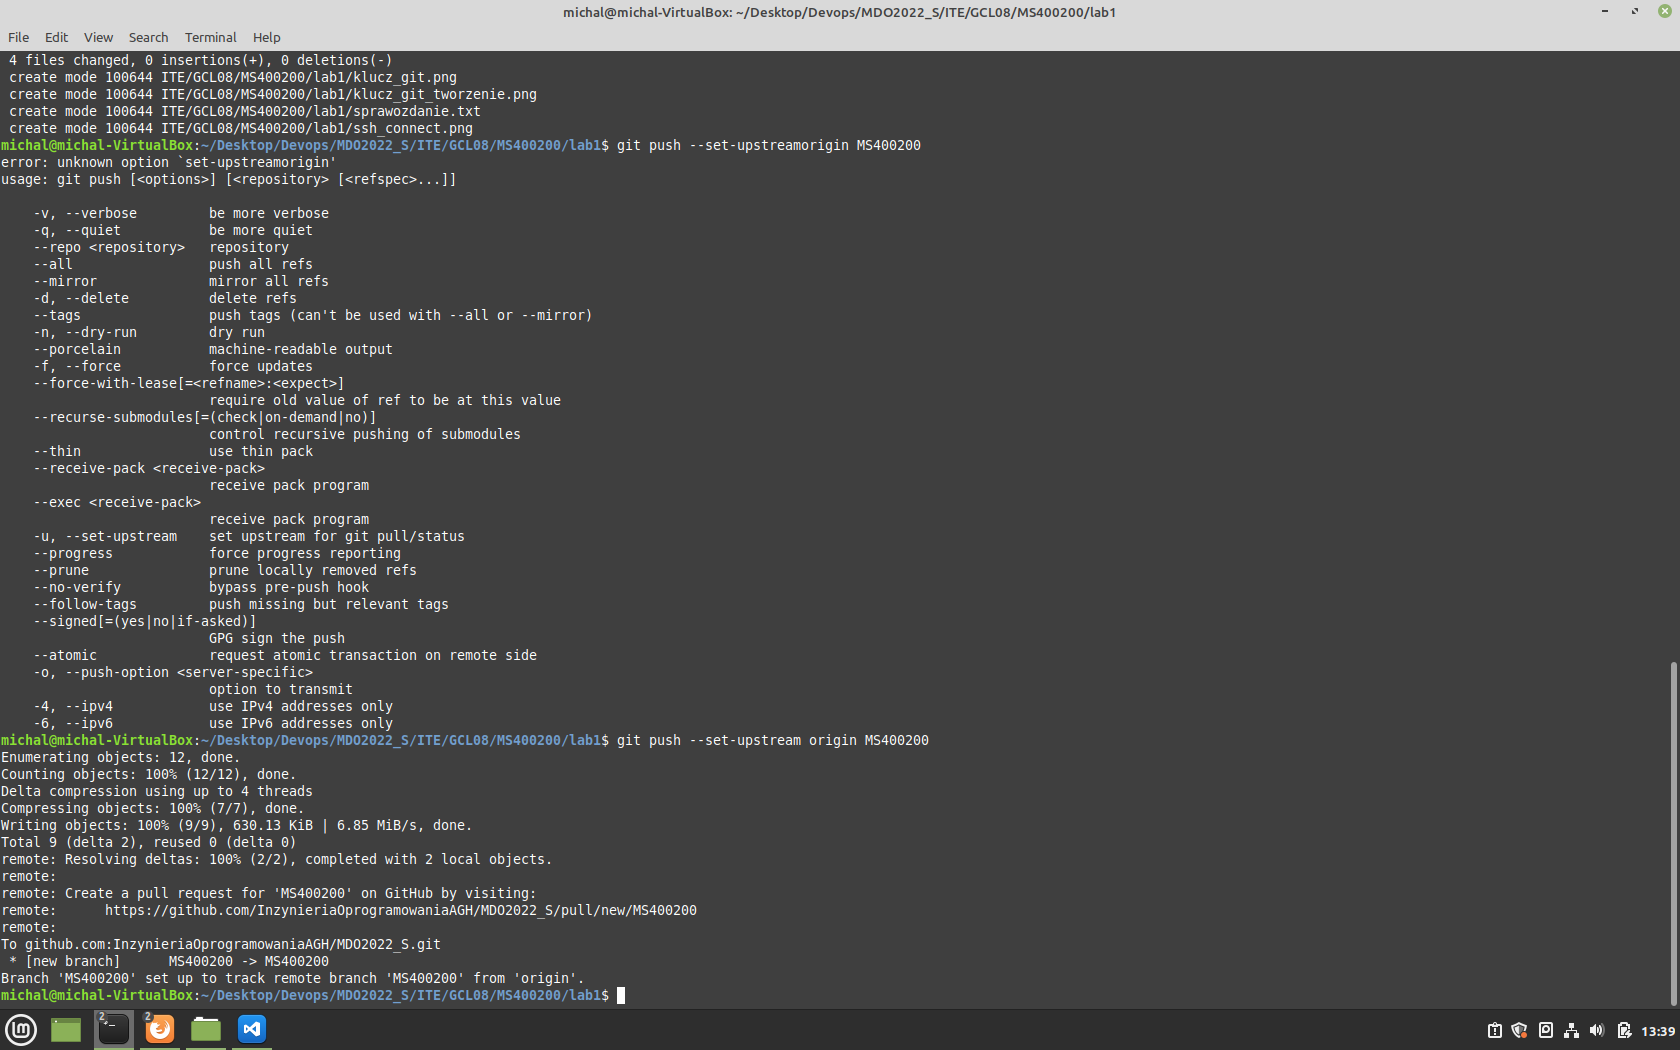 michal@michal-VirtualBox: ~/Desktop/Devops/MDO2022_S/ITE/GCL08/MS400200/lab1
File Edit View Search Terminal Help
 4 files changed, 0 insertions(+), 0 deletions(-)
 create mode 100644 ITE/GCL08/MS400200/lab1/klucz_git.png
 create mode 100644 ITE/GCL08/MS400200/lab1/klucz_git_tworzenie.png
 create mode 100644 ITE/GCL08/MS400200/lab1/sprawozdanie.txt
 create mode 100644 ITE/GCL08/MS400200/lab1/ssh_connect.png
michal@michal-VirtualBox:~/Desktop/Devops/MDO2022_S/ITE/GCL08/MS400200/lab1$ git push --set-upstreamorigin MS400200
error: unknown option `set-upstreamorigin'
usage: git push [<options>] [<repository> [<refspec>...]]

    -v, --verbose         be more verbose
    -q, --quiet           be more quiet
    --repo <repository>   repository
    --all                 push all refs
    --mirror              mirror all refs
    -d, --delete          delete refs
    --tags                push tags (can't be used with --all or --mirror)
    -n, --dry-run         dry run
    --porcelain           machine-readable output
    -f, --force           force updates
    --force-with-lease[=<refname>:<expect>]
                          require old value of ref to be at this value
    --recurse-submodules[=(check|on-demand|no)]
                          control recursive pushing of submodules
    --thin                use thin pack
    --receive-pack <receive-pack>
                          receive pack program
    --exec <receive-pack>
                          receive pack program
    -u, --set-upstream    set upstream for git pull/status
    --progress            force progress reporting
    --prune               prune locally removed refs
    --no-verify           bypass pre-push hook
    --follow-tags         push missing but relevant tags
    --signed[=(yes|no|if-asked)]
                          GPG sign the push
    --atomic              request atomic transaction on remote side
    -o, --push-option <server-specific>
                          option to transmit
    -4, --ipv4            use IPv4 addresses only
    -6, --ipv6            use IPv6 addresses only
michal@michal-VirtualBox:~/Desktop/Devops/MDO2022_S/ITE/GCL08/MS400200/lab1$ git push --set-upstream origin MS400200
Enumerating objects: 12, done.
Counting objects: 100% (12/12), done.
Delta compression using up to 4 threads
Compressing objects: 100% (7/7), done.
Writing objects: 100% (9/9), 630.13 KiB | 6.85 MiB/s, done.
Total 9 (delta 2), reused 0 (delta 0)
remote: Resolving deltas: 100% (2/2), completed with 2 local objects.
remote:
remote: Create a pull request for 'MS400200' on GitHub by visiting:
remote:      https://github.com/InzynieriaOprogramowaniaAGH/MDO2022_S/pull/new/MS400200
remote:
To github.com:InzynieriaOprogramowaniaAGH/MDO2022_S.git
 * [new branch]      MS400200 -> MS400200
Branch 'MS400200' set up to track remote branch 'MS400200' from 'origin'.
michal@michal-VirtualBox:~/Desktop/Devops/MDO2022_S/ITE/GCL08/MS400200/lab1$
2 2 13:39